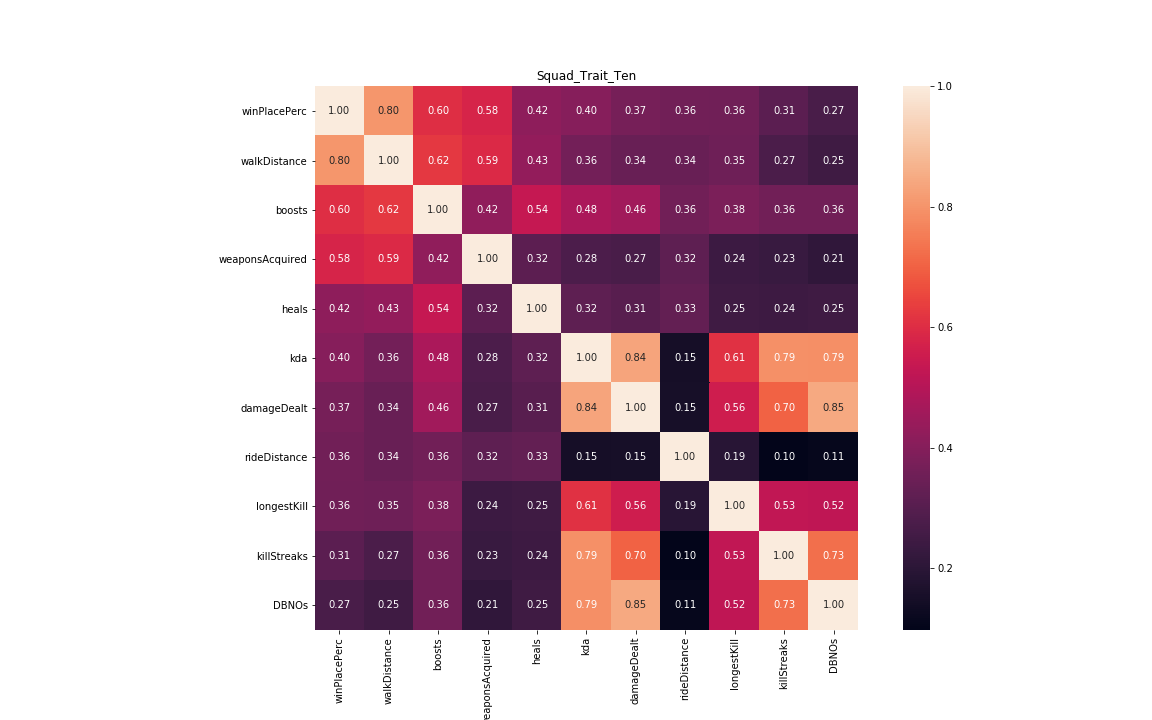 Squad_Trait_Ten
winPlacePerc 1.00 0.80 0.60 0.58 0.42 0.40 0.37 0.36 0.36 0.31 0.27
walkDistance 0.80 1.00 0.62 0.59 0.43 0.36 0.34 0.34 0.35 0.27 0.25
boosts 0.60 0.62 1.00 0.42 0.54 0.48 0.46 0.36 0.38 0.36 0.36
weaponsAcquired 0.58 0.59 0.42 1.00 0.32 0.28 0.27 0.32 0.24 0.23 0.21
heals 0.42 0.43 0.54 0.32 1.00 0.32 0.31 0.33 0.25 0.24 0.25
kda 0.40 0.36 0.48 0.28 0.32 1.00 0.84 0.15 0.61 0.79 0.79
damageDealt 0.37 0.34 0.46 0.27 0.31 0.84 1.00 0.15 0.56 0.70 0.85
rideDistance 0.36 0.34 0.36 0.32 0.33 0.15 0.15 1.00 0.19 0.10 0.11
longestKill 0.36 0.35 0.38 0.24 0.25 0.61 0.56 0.19 1.00 0.53 0.52
killStreaks 0.31 0.27 0.36 0.23 0.24 0.79 0.70 0.10 0.53 1.00 0.73
DBNOs 0.27 0.25 0.36 0.21 0.25 0.79 0.85 0.11 0.52 0.73 1.00
winPlacePerc
walkDistance
boosts
eaponsAcquired
heals
kda
damageDealt
rideDistance
longestKill
killStreaks
DBNOs
1.0
0.8
0.6
0.4
0.2